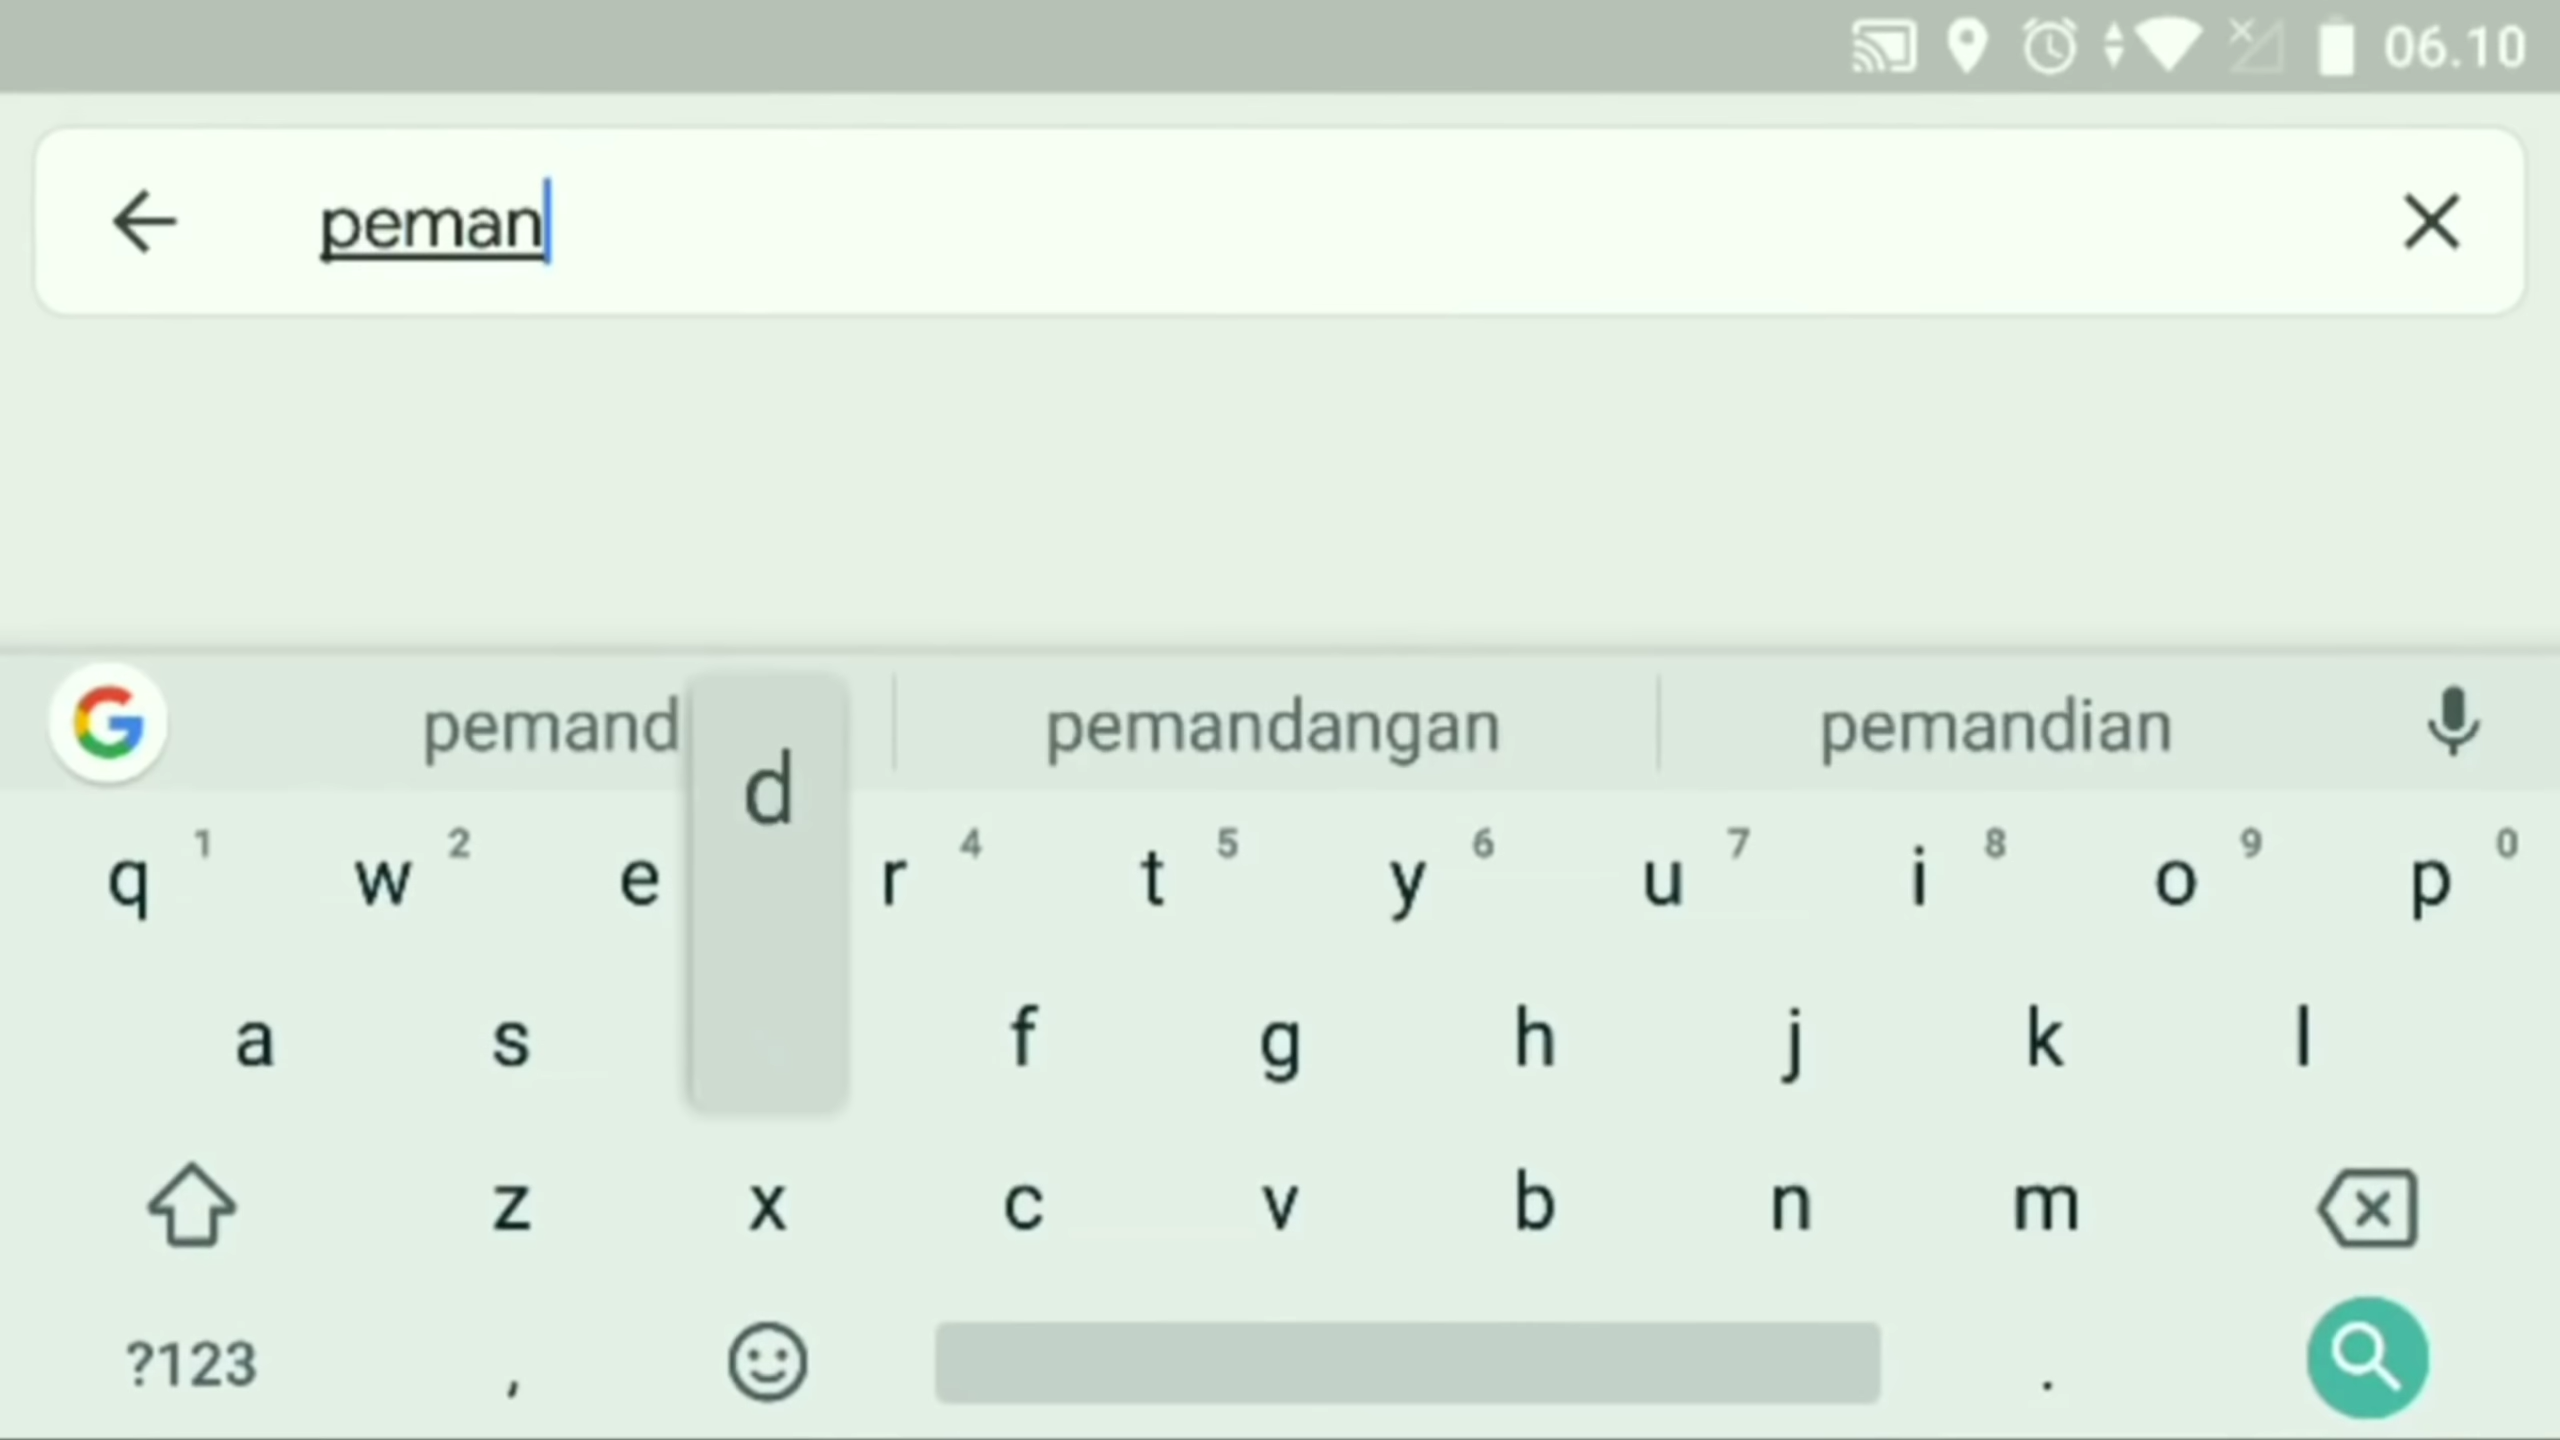 06.10
peman
pemand pemandangan pemandian
d
q 1 w 2 e r 4 t 5 y 6 u 7 i 8 o 9 p 0
a s f g h j k l
z x c v b n m
?123 , .